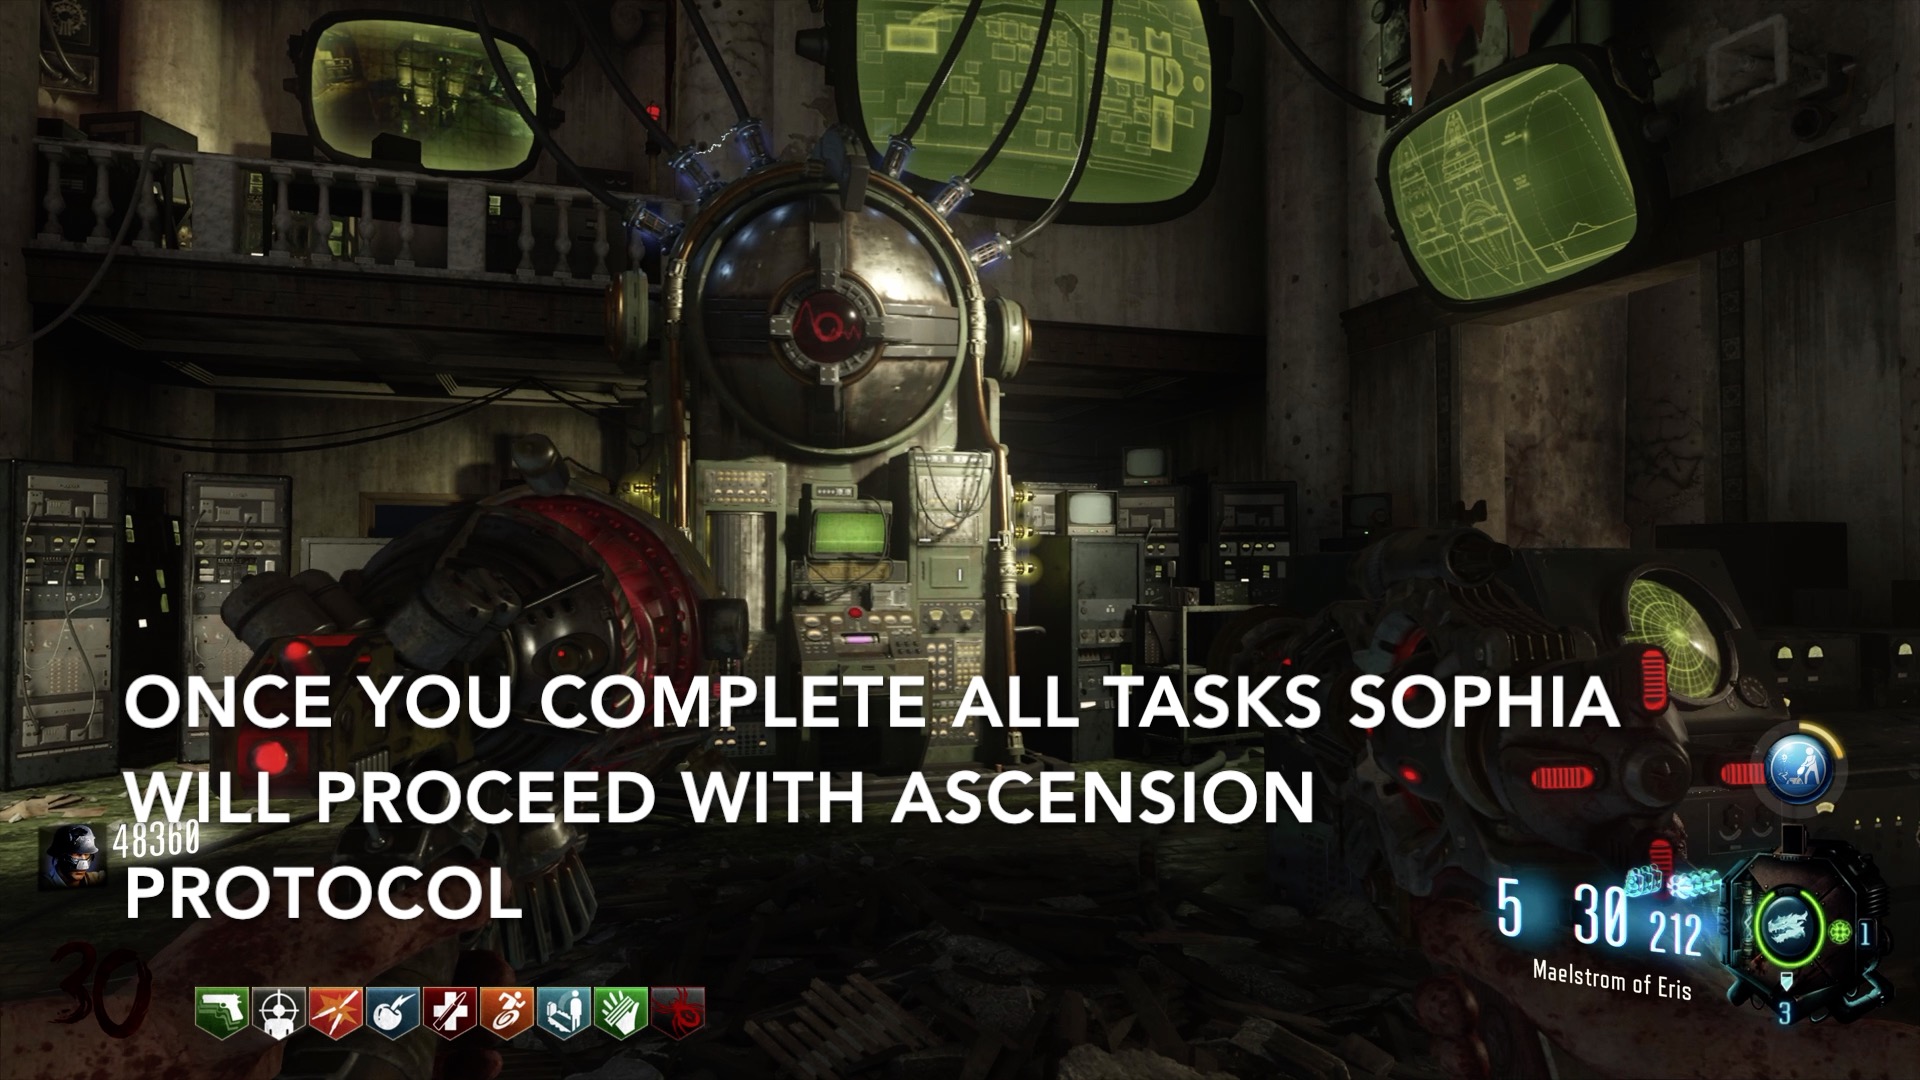 ONCE YOU COMPLETE ALL TASKS SOPHIA
WILL PROCEED WITH ASCENSION
48360
PROTOCOL
5 30 212
1
Maelstrom of Eris
30
3